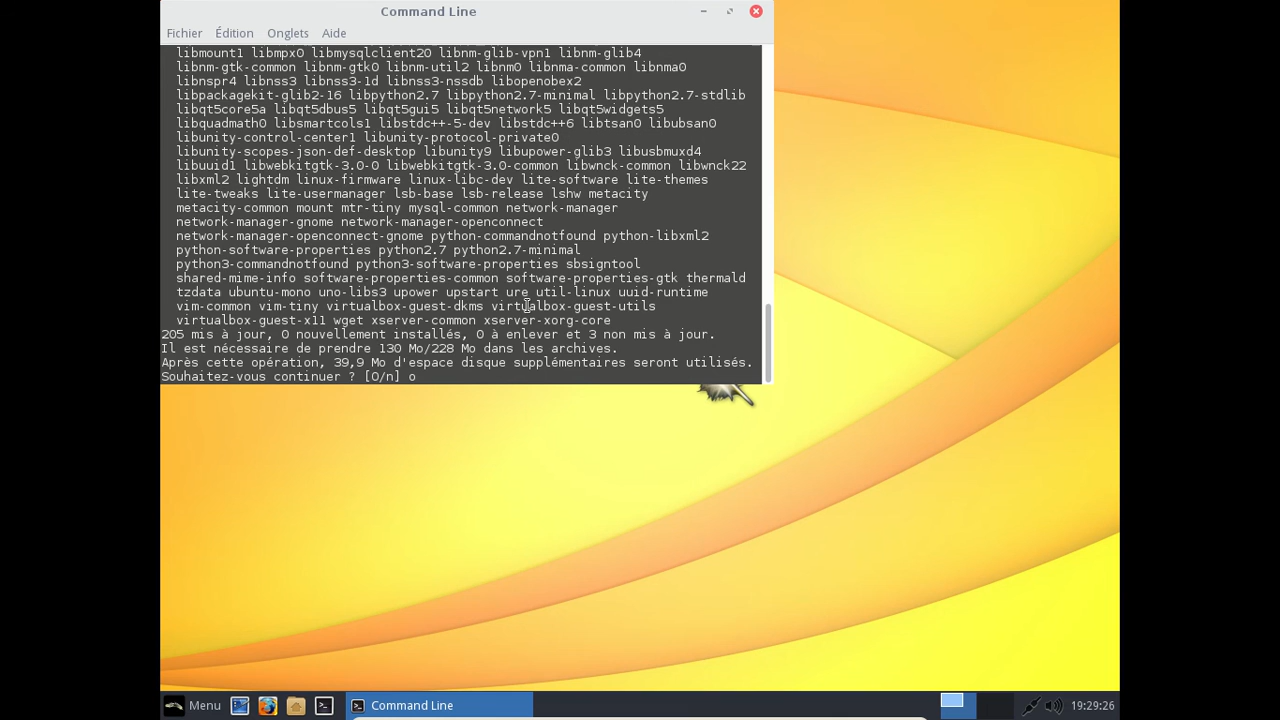 Command Line
Fichier Édition Onglets Aide
libmount1 libmpx0 libmysqlclient20 libnm-glib-vpn1 libnm-glib4
libnm-gtk-common libnm-gtk0 libnm-util2 libnm0 libnma-common libnma0
libnspr4 libnss3 libnss3-1d libnss3-nssdb libopenobex2
libpackagekit-glib2-16 libpython2.7 libpython2.7-minimal libpython2.7-stdlib
libqt5core5a libqt5dbus5 libqt5gui5 libqt5network5 libqt5widgets5
libquadmath0 libsmartcols1 libstdc++-5-dev libstdc++6 libtsan0 libubsan0
libunity-control-center1 libunity-protocol-private0
libunity-scopes-json-def-desktop libunity9 libupower-glib3 libusbmuxd4
libuuid1 libwebkitgtk-3.0-0 libwebkitgtk-3.0-common libwnck-common libwnck22
libxml2 lightdm linux-firmware linux-libc-dev lite-software lite-themes
lite-tweaks lite-usermanager lsb-base lsb-release lshw metacity
metacity-common mount mtr-tiny mysql-common network-manager
network-manager-gnome network-manager-openconnect
network-manager-openconnect-gnome python-commandnotfound python-libxml2
python-software-properties python2.7 python2.7-minimal
python3-commandnotfound python3-software-properties sbsigntool
shared-mime-info software-properties-common software-properties-gtk thermald
tzdata ubuntu-mono uno-libs3 upower upstart ure util-linux uuid-runtime
vim-common vim-tiny virtualbox-guest-dkms virtualbox-guest-utils
virtualbox-guest-x11 wget xserver-common xserver-xorg-core
205 mis à jour, 0 nouvellement installés, 0 à enlever et 3 non mis à jour.
Il est nécessaire de prendre 130 Mo/228 Mo dans les archives.
Après cette opération, 39,9 Mo d'espace disque supplémentaires seront utilisés.
Souhaitez-vous continuer ? [O/n] o
Menu Command Line 19:29:26